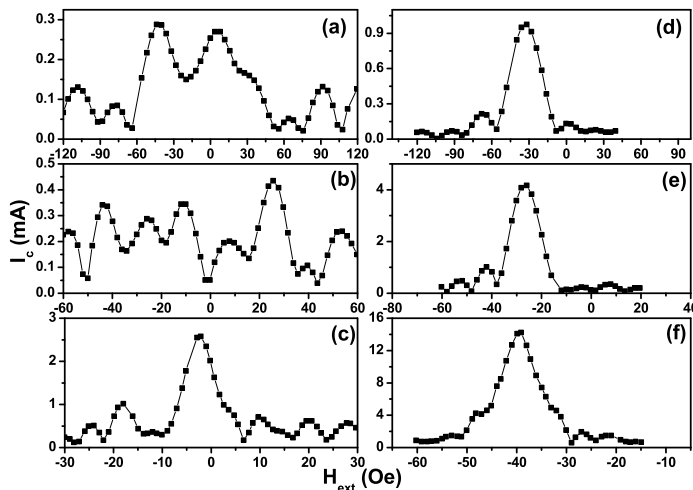 (a)
0.3
0.2
0.1
0.0
-120 -90 -60 -30 0 30 60 90 120
(d)
0.9
0.6
0.3
0.0
-120 -90 -60 -30 0 30 60 90
(b)
0.5
0.4
0.3
0.2
0.1
0.0
-60 -40 -20 0 20 40 60
(e)
4
2
0
-80 -60 -40 -20 0 20 40
(c)
3
2
1
0
-30 -20 -10 0 10 20 30
(f)
16
12
8
4
0
-60 -50 -40 -30 -20 -10
I_c (mA)
H_ext (Oe)